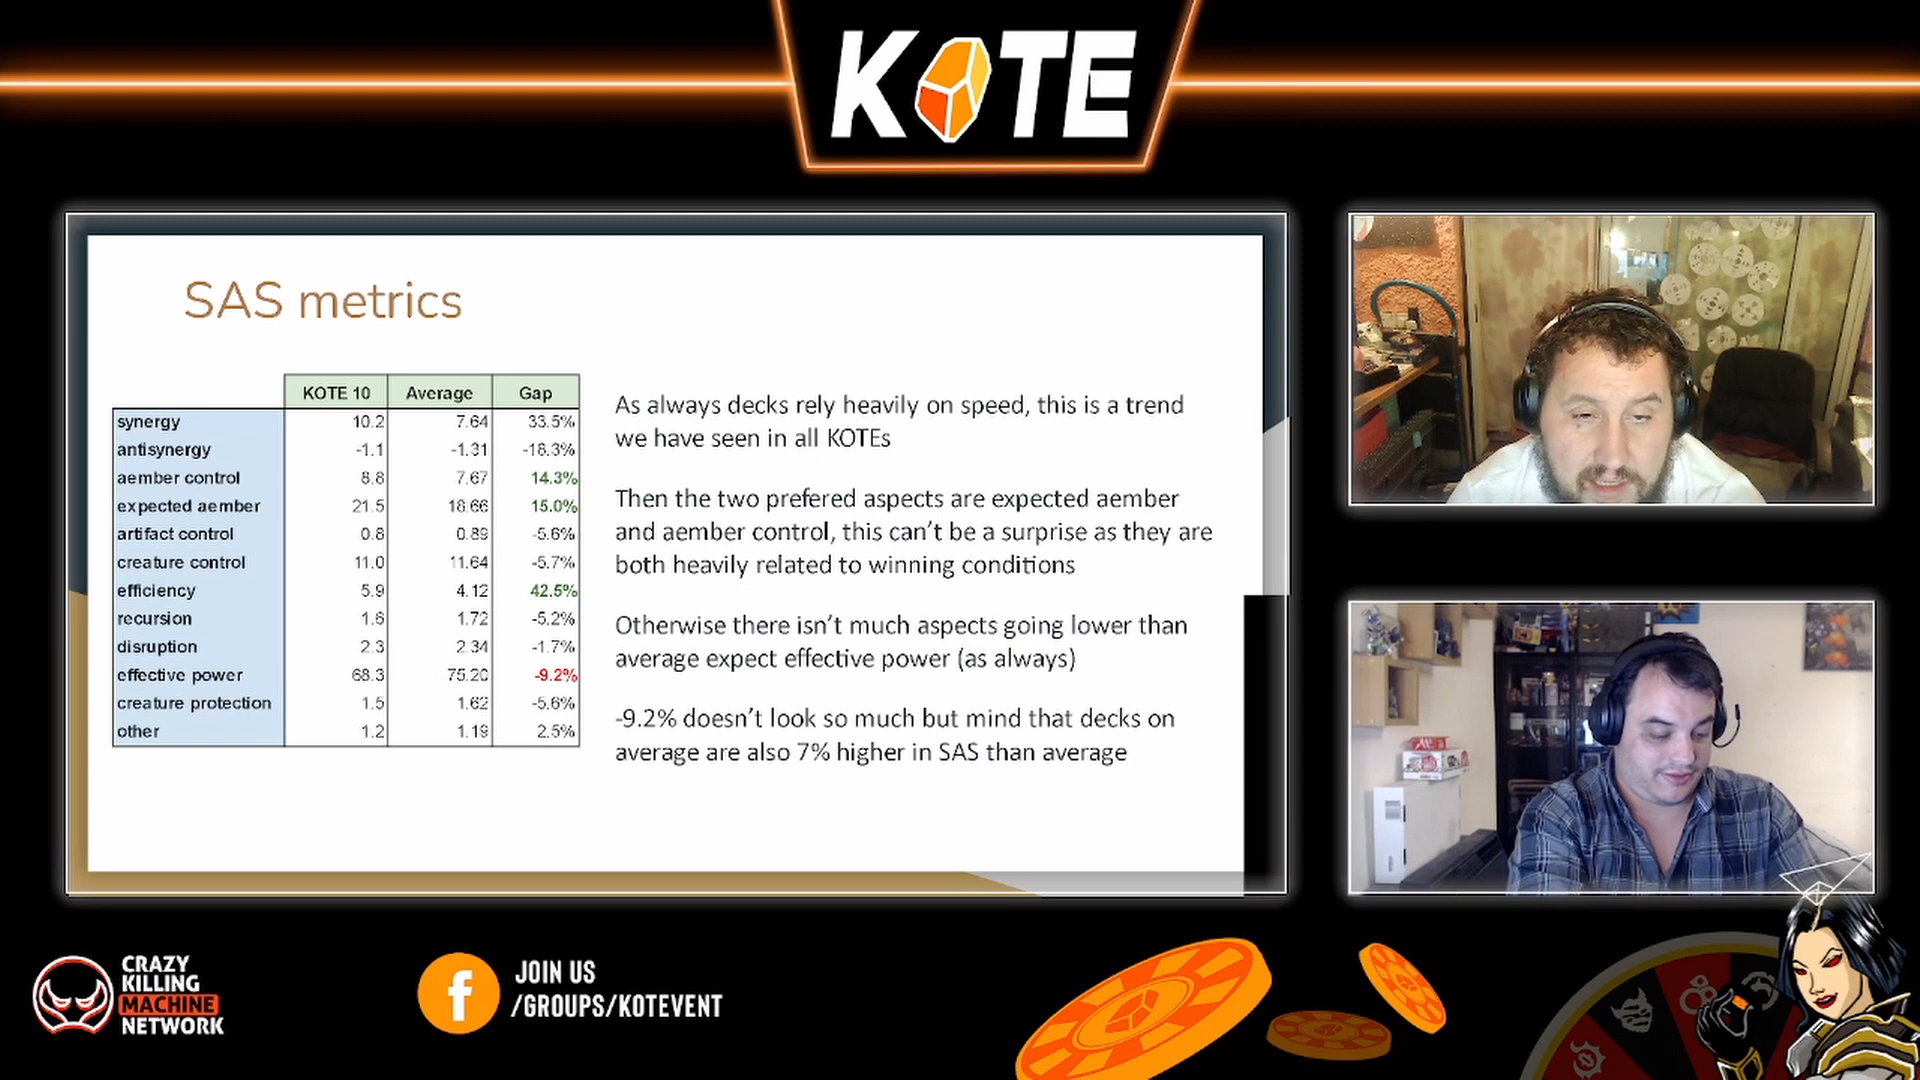 KOTE
SAS metrics
KOTE 10 Average Gap
synergy 10.2 7.64 33.5%
antisynergy -1.1 -1.31 -18.3%
aember control 8.8 7.67 14.3%
expected aember 21.5 18.66 15.0%
artifact control 0.8 0.89 -5.6%
creature control 11.0 11.64 -5.7%
efficiency 5.9 4.12 42.5%
recursion 1.6 1.72 -5.2%
disruption 2.3 2.34 -1.7%
effective power 68.3 75.20 -9.2%
creature protection 1.5 1.62 -5.6%
other 1.2 1.19 2.5%
As always decks rely heavily on speed, this is a trend
we have seen in all KOTEs
Then the two prefered aspects are expected aember
and aember control, this can't be a surprise as they are
both heavily related to winning conditions
Otherwise there isn't much aspects going lower than
average expect effective power (as always)
-9.2% doesn't look so much but mind that decks on
average are also 7% higher in SAS than average
CRAZY
KILLING
MACHINE
NETWORK
f
JOIN US
/GROUPS/KOTEVENT